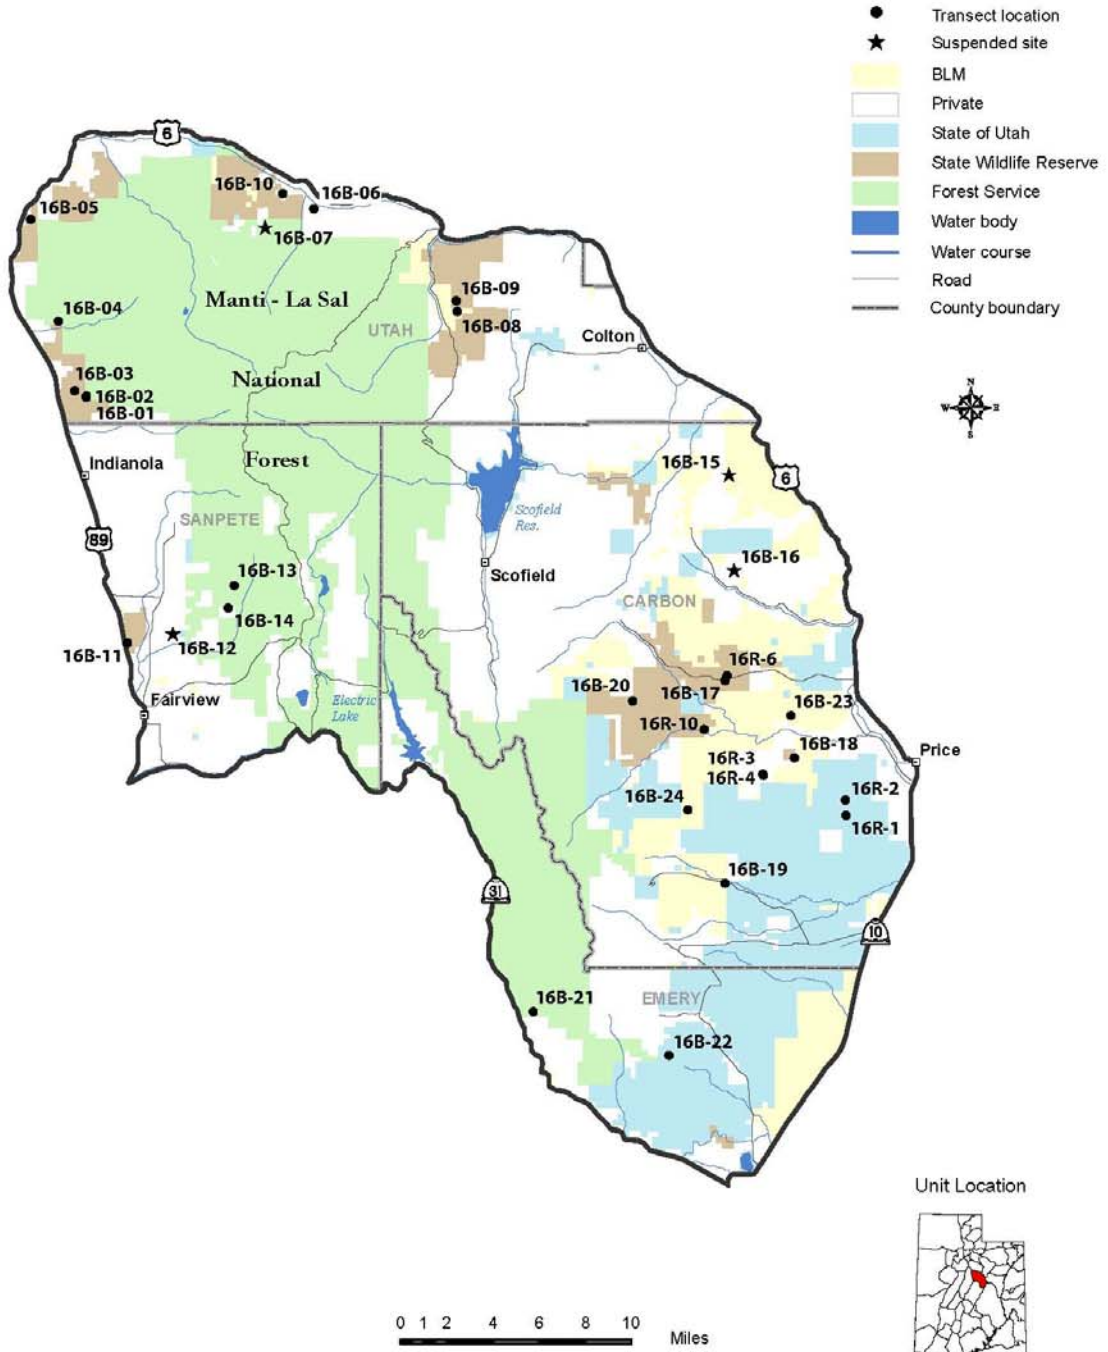 Transect location
Suspended site
BLM
Private
State of Utah
State Wildlife Reserve
Forest Service
Water body
Water course
Road
County boundary
N
W E
S
6
16B-10
16B-06
16B-05
16B-07
Manti - La Sal
16B-09
16B-04
UTAH
16B-08
Colton
16B-03
National
16B-02
16B-01
Indianola
Forest
16B-15
6
Scofield
Res.
SANPETE
89
16B-16
16B-13
Scofield
CARBON
16B-14
16B-12
16B-11
16R-6
16B-20
16B-17
Fairview
Electric
Lake
16B-23
16R-10
16B-18
Price
16R-3
16R-4
16R-2
16B-24
16R-1
16B-19
31
10
16B-21
EMERY
16B-22
Unit Location
0 1 2 4 6 8 10
Miles